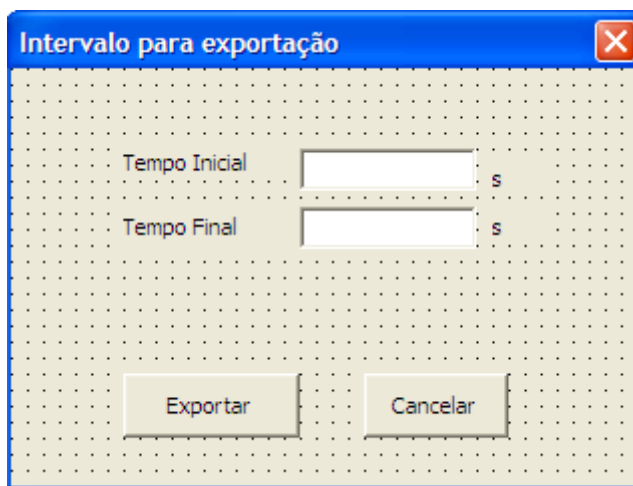 Intervalo para exportação
Tempo Inicial s
Tempo Final s
Exportar Cancelar